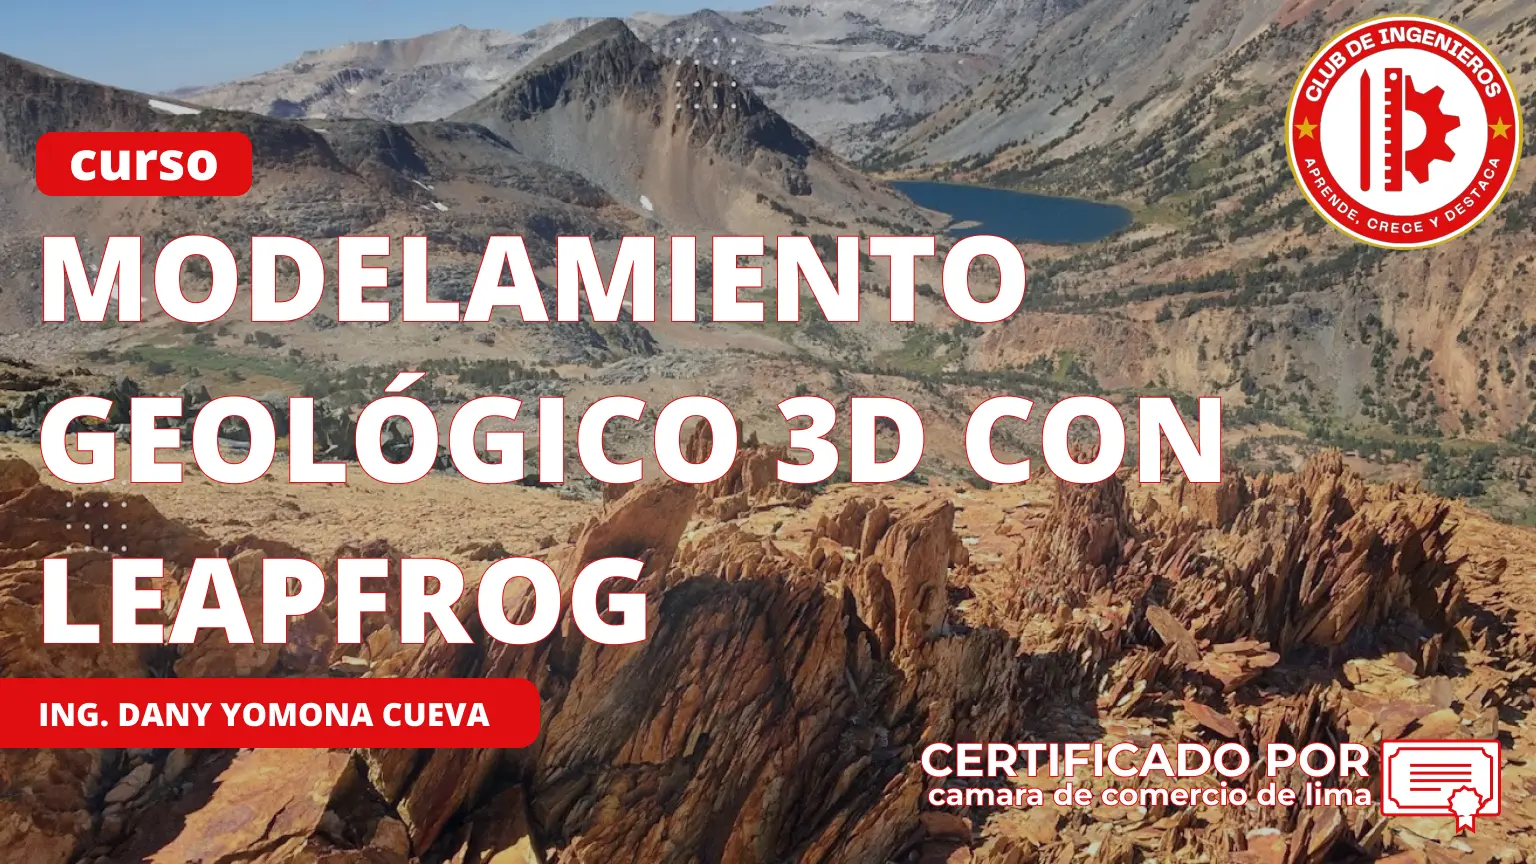 CLUB DE INGENIEROS
APRENDE, CRECE Y DESTACA
curso
MODELAMIENTO
GEOLÓGICO 3D CON
LEAPFROG
ING. DANY YOMONA CUEVA
CERTIFICADO POR
camara de comercio de lima